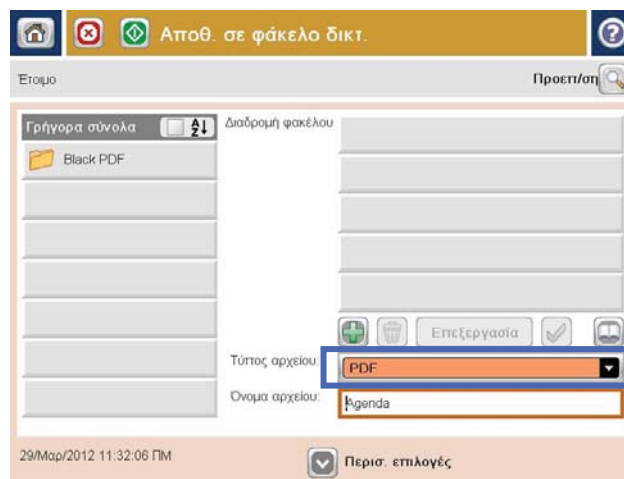 Αποθ. σε φάκελο δικτ.
Έτοιμο
Προεπ/ση
Γρήγορα σύνολα
Διαδρομή φακέλου
Black PDF
Επεξεργασία
Τύπος αρχείου:
PDF
Όνομα αρχείου:
Agenda
29/Μαρ/2012 11:32:06 ΠΜ
Περισ. επιλογές